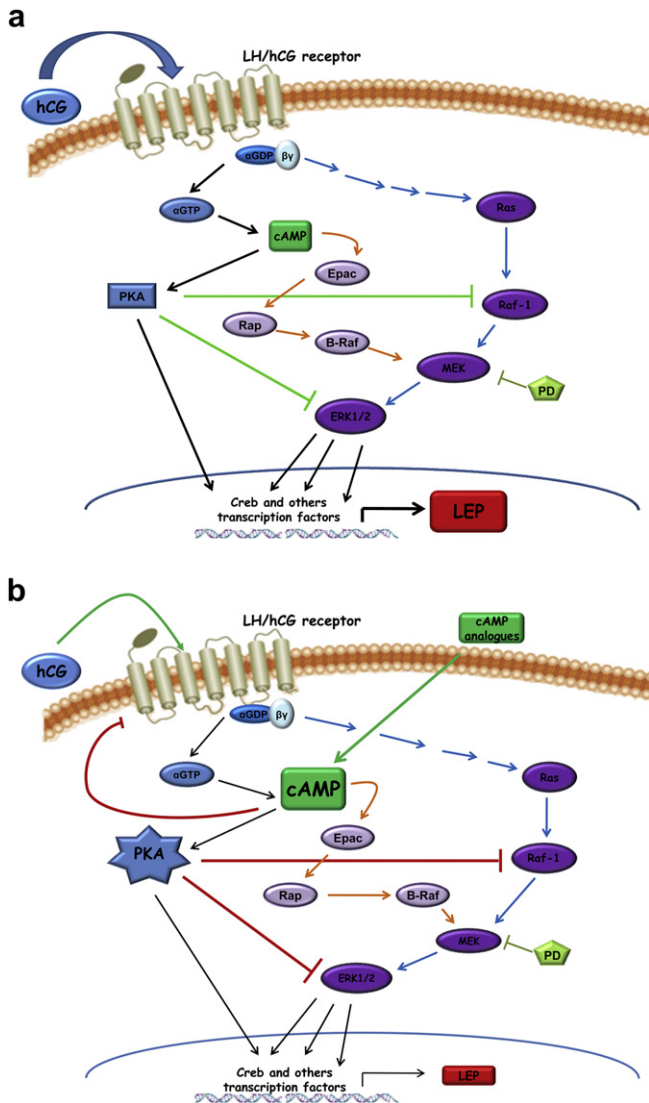 a
LH/hCG receptor
hCG
αGDP
βγ
αGTP
Ras
cAMP
Epac
PKA
Raf-1
Rap
B-Raf
MEK
PD
ERK1/2
Creb and others
transcription factors
LEP
b
LH/hCG receptor
cAMP
analogues
hCG
αGDP
βγ
αGTP
Ras
cAMP
Epac
PKA
Raf-1
Rap
B-Raf
MEK
PD
ERK1/2
Creb and others
transcription factors
LEP